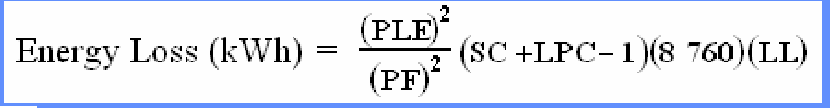 Energy Loss (kWh) = (PLE)² / (PF)² (SC +LPC– 1)(8 760)(LL)